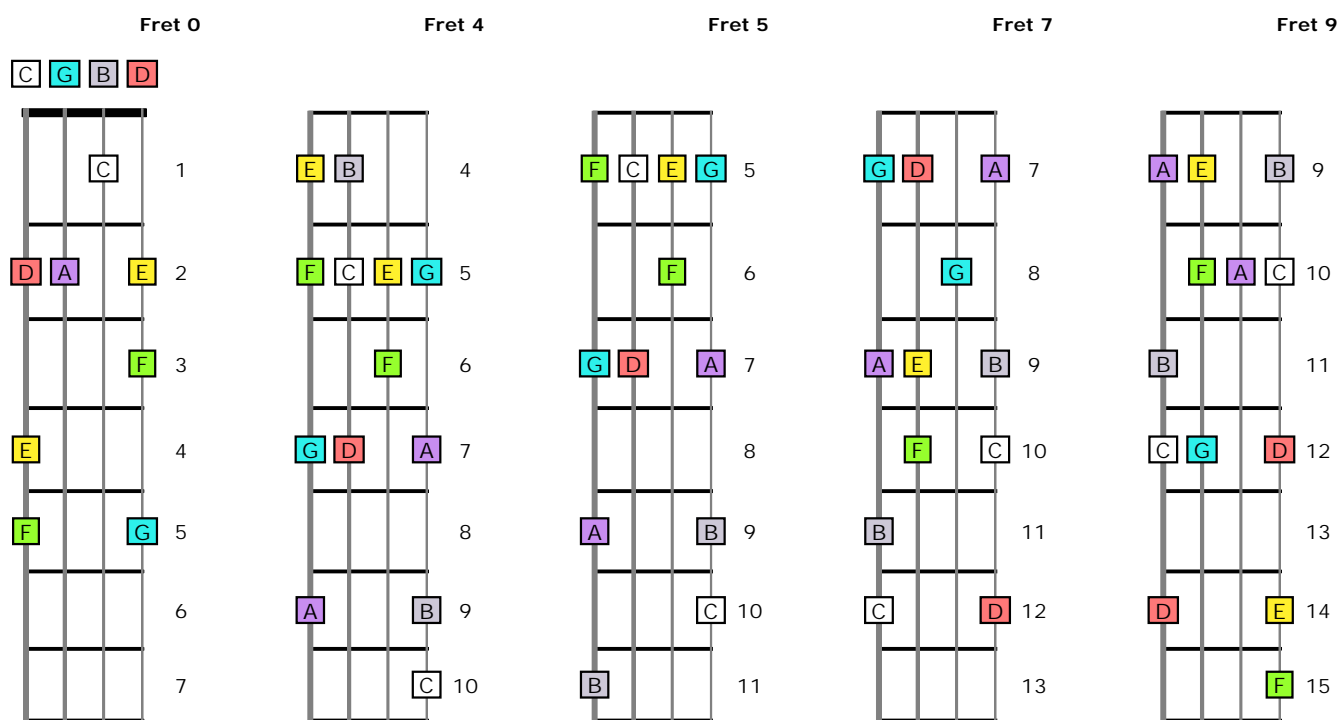 Fret 0 Fret 4 Fret 5 Fret 7 Fret 9
C G B D
C 1 E B 4 F C E G 5 G D A 7 A E B 9
D A E 2 F C E G 5 F 6 G 8 F A C 10
F 3 F 6 G D A 7 A E B 9 B 11
E 4 G D A 7 8 F C 10 C G D 12
F G 5 8 A B 9 B 11 13
6 A B 9 C 10 C D 12 D E 14
7 C 10 B 11 13 F 15